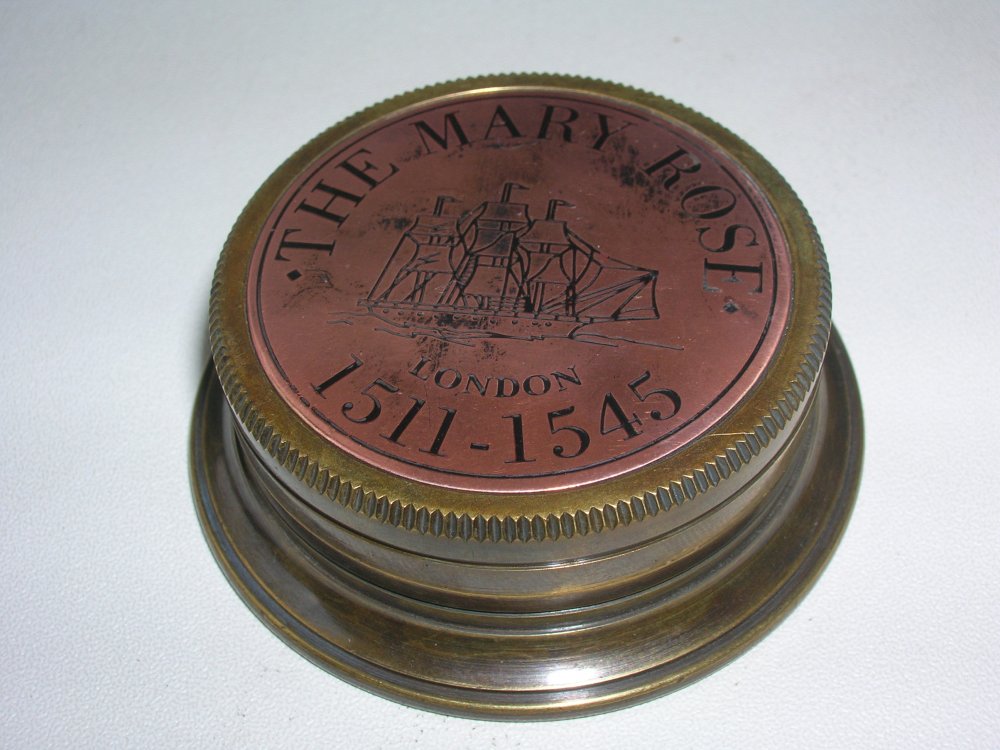 THE MARY ROSE
LONDON
1511-1545